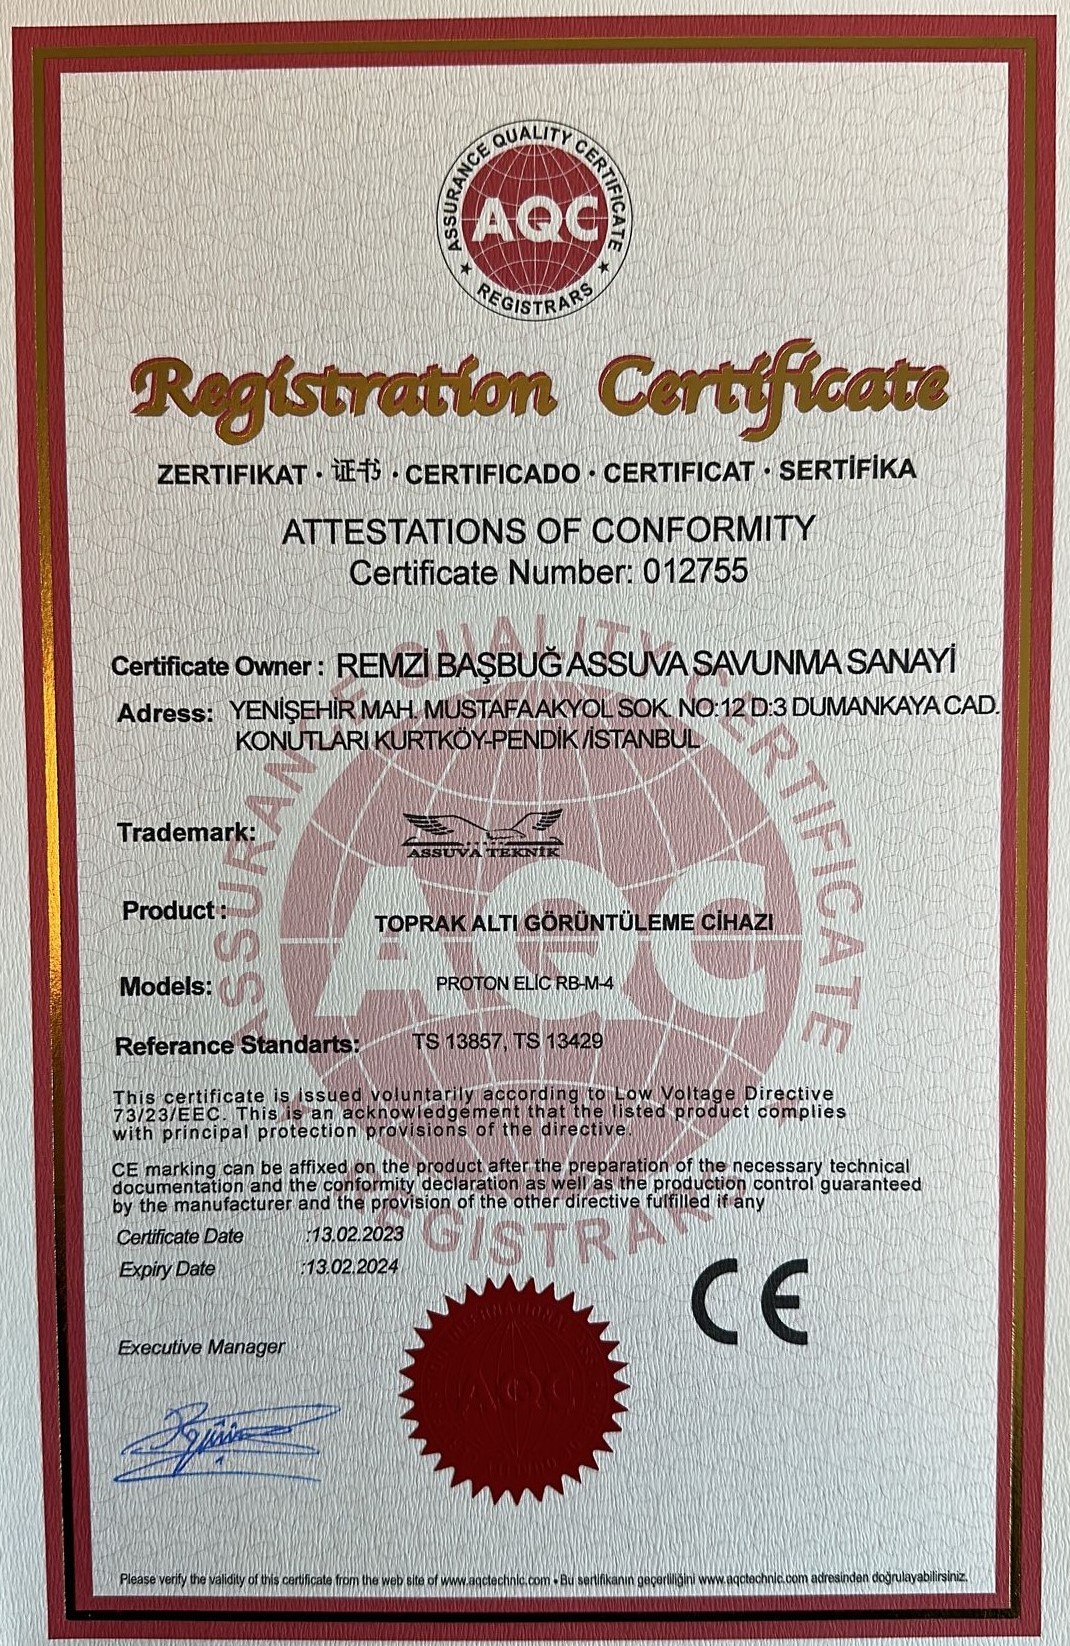 ASSURANCE QUALITY CERTIFICATE
AQC
★ REGISTRARS ★
Registration Certificate
ZERTIFIKAT · 证书 · CERTIFICADO · CERTIFICAT · SERTİFİKA
ATTESTATIONS OF CONFORMITY
Certificate Number: 012755
Certificate Owner : REMZİ BAŞBUĞ ASSUVA SAVUNMA SANAYİ
Adress: YENİŞEHİR MAH. MUSTAFA AKYOL SOK. NO:12 D:3 DUMANKAYA CAD.
KONUTLARI KURTKÖY-PENDİK /İSTANBUL
Trademark:
ASSUVA TEKNİK
Product : TOPRAK ALTI GÖRÜNTÜLEME CİHAZI
Models: PROTON ELİC RB-M-4
Referance Standarts: TS 13857, TS 13429
This certificate is issued voluntarily according to Low Voltage Directive
73/23/EEC. This is an acknowledgement that the listed product complies
with principal protection provisions of the directive.
CE marking can be affixed on the product after the preparation of the necessary technical
documentation and the conformity declaration as well as the production control guaranteed
by the manufacturer and the provision of the other directive fulfilled if any
Certificate Date :13.02.2023
Expiry Date :13.02.2024
CE
Executive Manager
AQC
Please verify the validity of this certificate from the web site of www.aqctechnic.com • Bu sertifikanın geçerliliğini www.aqctechnic.com adresinden doğrulayabilirsiniz.
ASSURANCE QUALITY CERTIFICATE
AQC
REGISTRARS